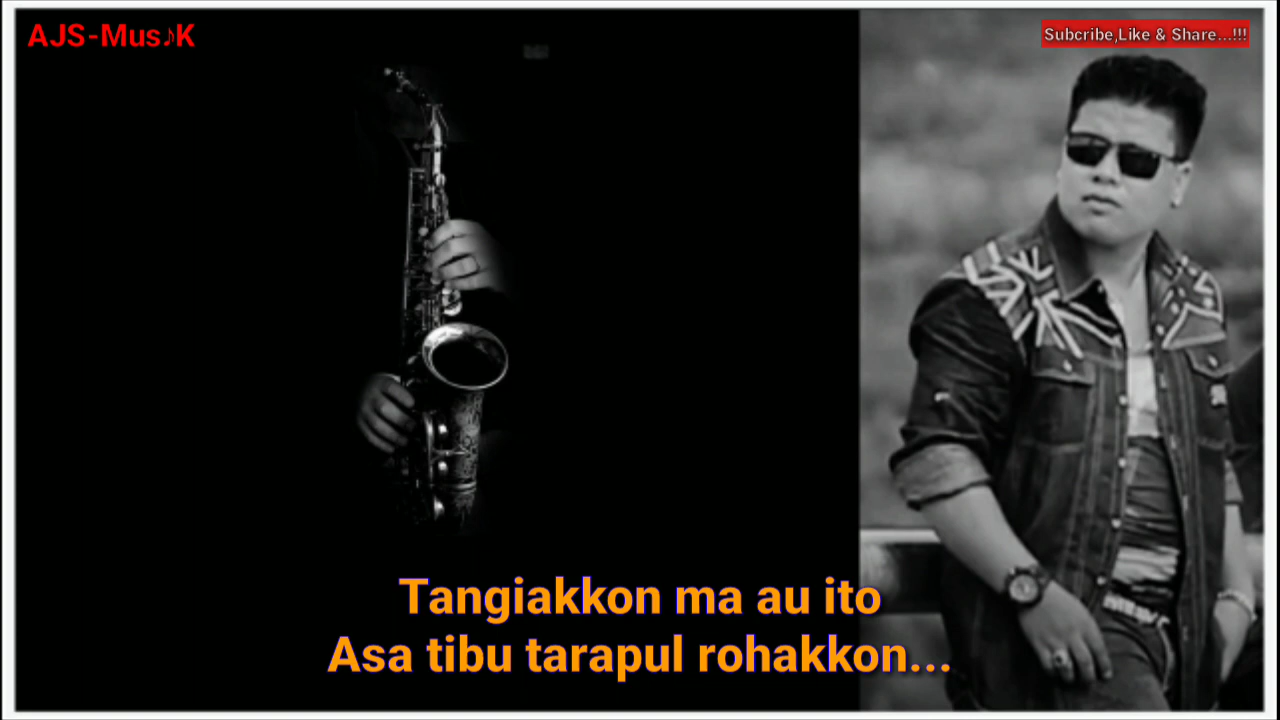 AJS-Mus♪K
Subcribe,Like & Share...!!!
Tangiakkon ma au ito
Asa tibu tarapul rohakkon...